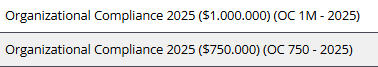 Organizational Compliance 2025 ($1.000.000) (OC 1M - 2025)
Organizational Compliance 2025 ($750.000) (OC 750 - 2025)